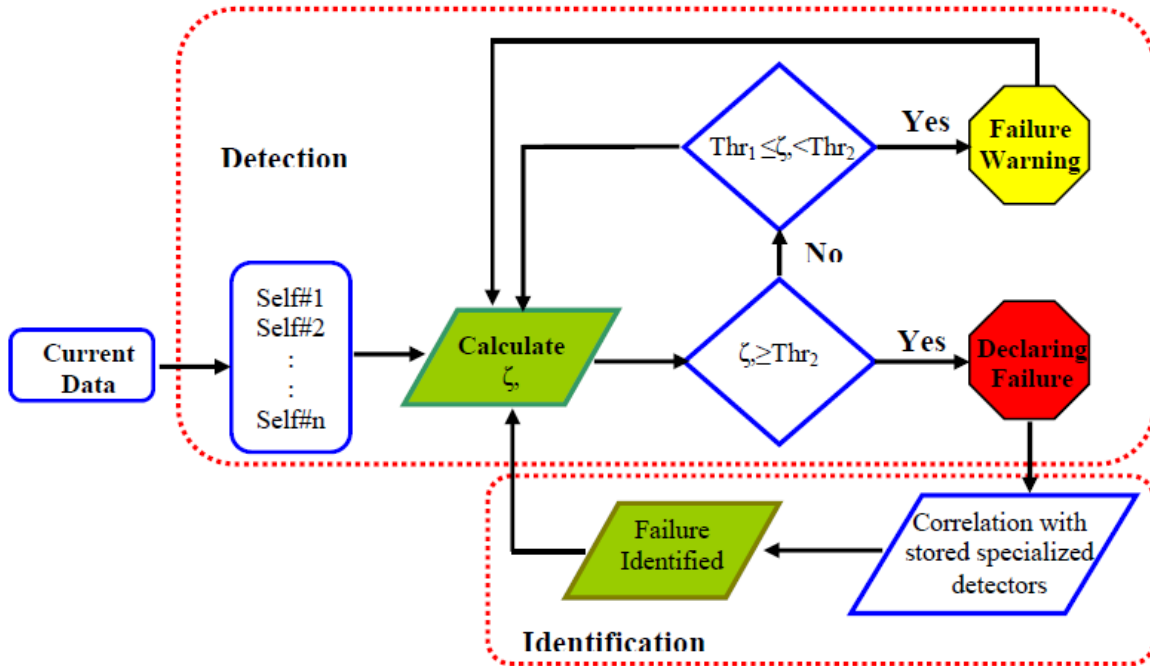 Detection
Current
Data
Self#1
Self#2
:
:
Self#n
Calculate
ζ,
ζ,≥Thr₂
No
Thr₁ ≤ζ,<Thr₂
Yes
Failure
Warning
Yes
Declaring
Failure
Correlation with
stored specialized
detectors
Failure
Identified
Identification